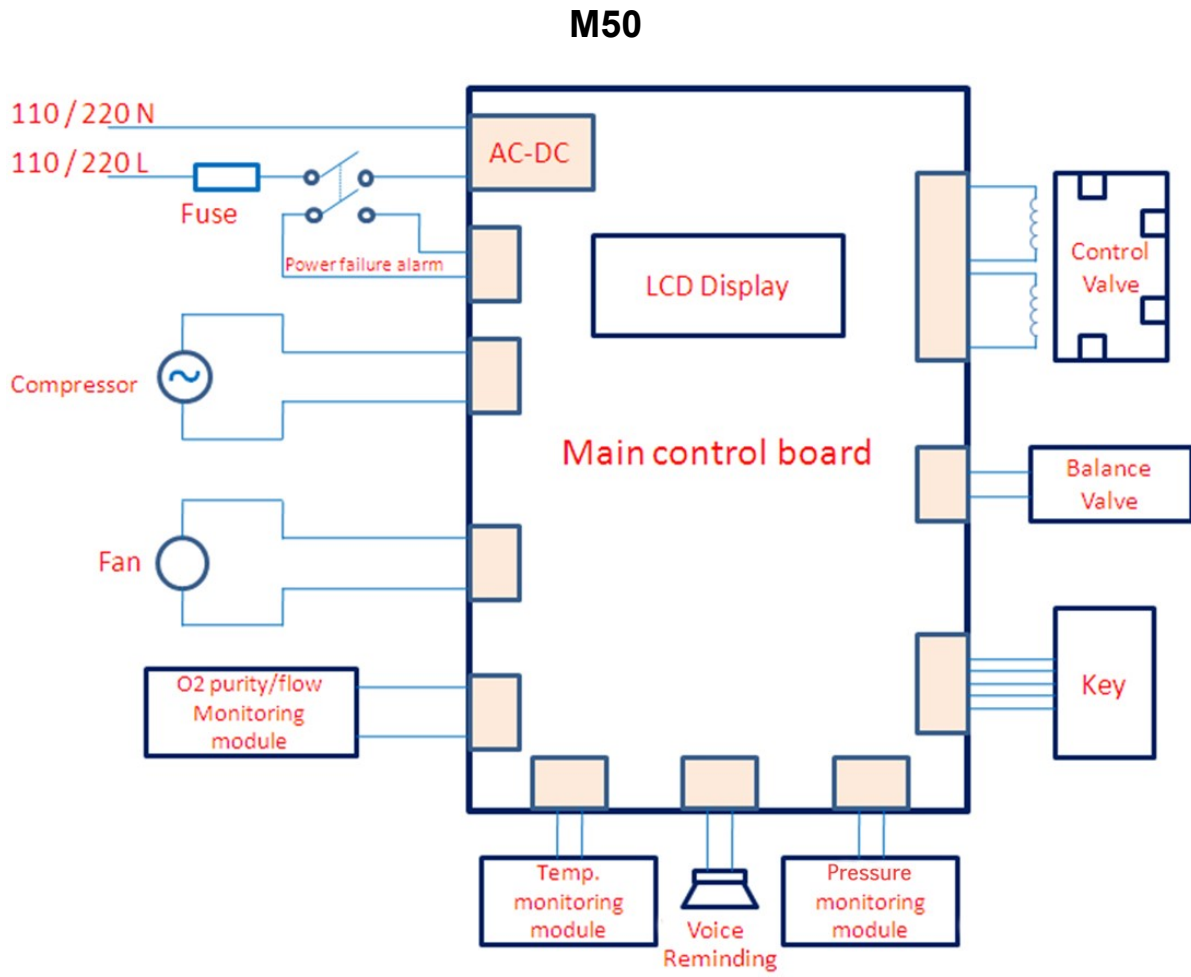 M50
110 / 220 N
110 / 220 L
AC-DC
Fuse
Power failure alarm
LCD Display
Control
Valve
Compressor
Main control board
Balance
Valve
Fan
O2 purity/flow
Monitoring
module
Key
Temp.
monitoring
module
Voice
Reminding
Pressure
monitoring
module